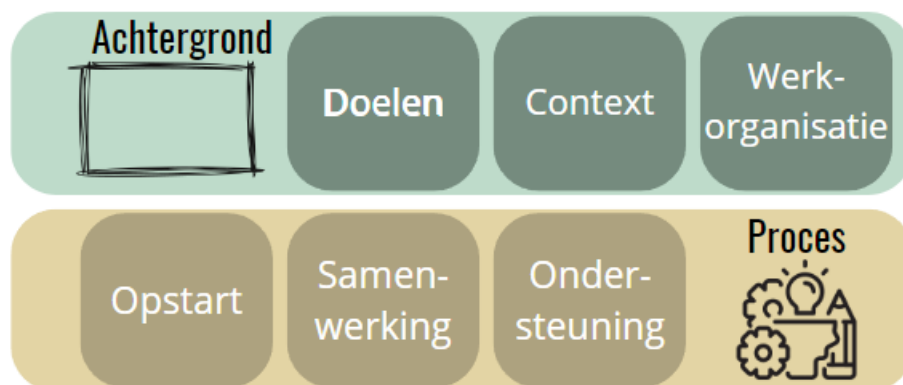 Achtergrond
Doelen
Context
Werk-
organisatie
Opstart
Samen-
werking
Onder-
steuning
Proces